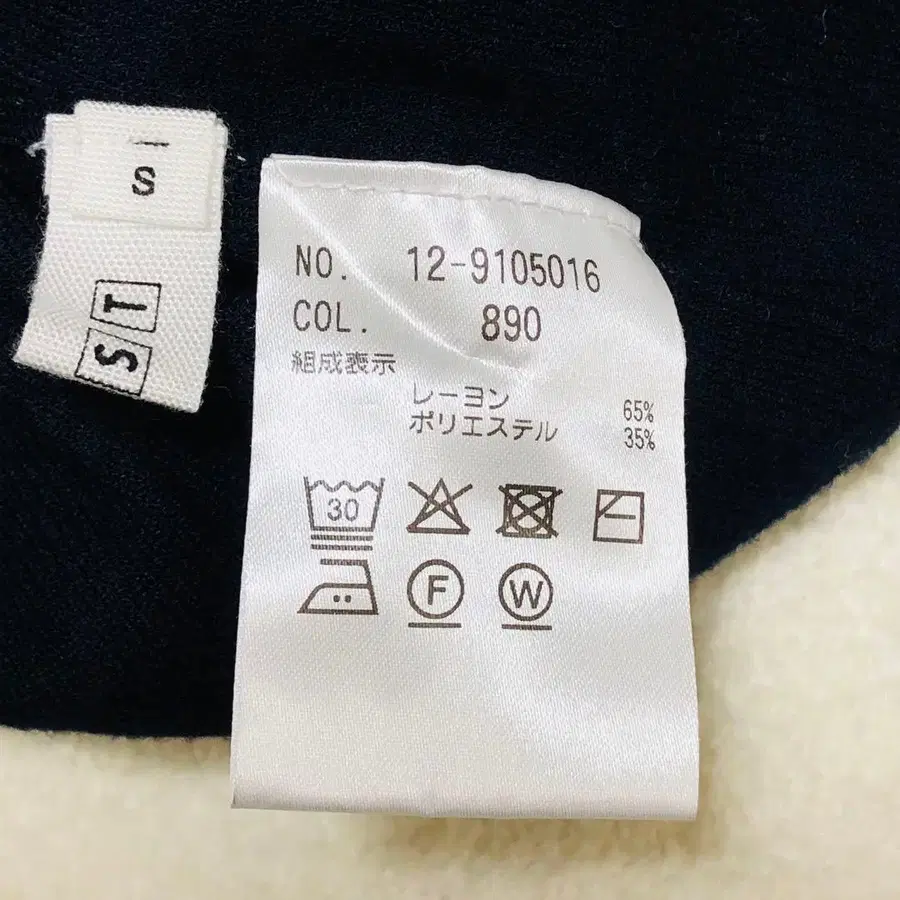 S
ST
NO. 12-9105016
COL. 890
組成表示
レーヨン 65%
ポリエステル 35%
30
F
W